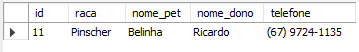 id raca nome_pet nome_dono telefone
11 Pinscher Belinha Ricardo (67) 9724-1135